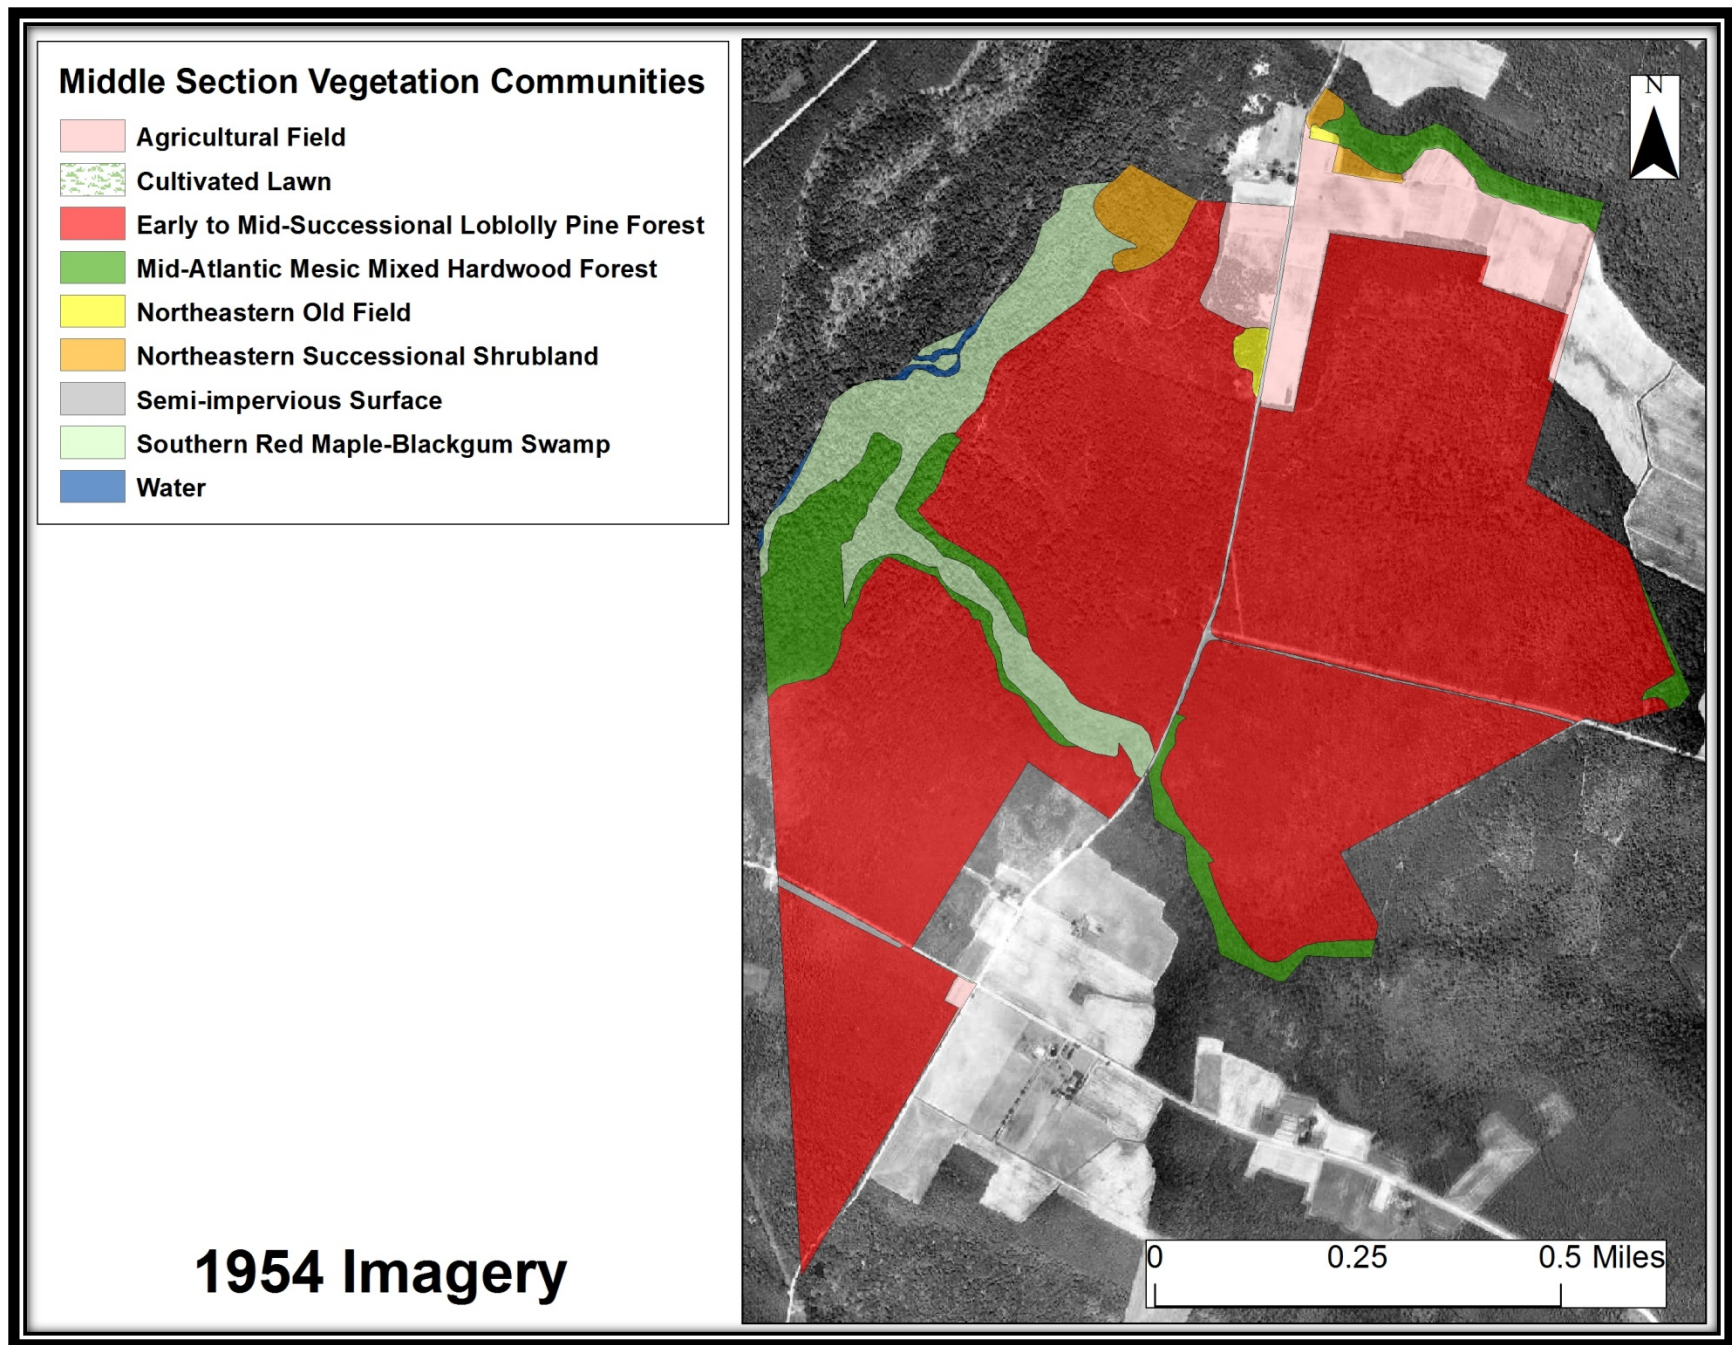 Middle Section Vegetation Communities
Agricultural Field
Cultivated Lawn
Early to Mid-Successional Loblolly Pine Forest
Mid-Atlantic Mesic Mixed Hardwood Forest
Northeastern Old Field
Northeastern Successional Shrubland
Semi-impervious Surface
Southern Red Maple-Blackgum Swamp
Water
N
1954 Imagery
0 0.25 0.5 Miles